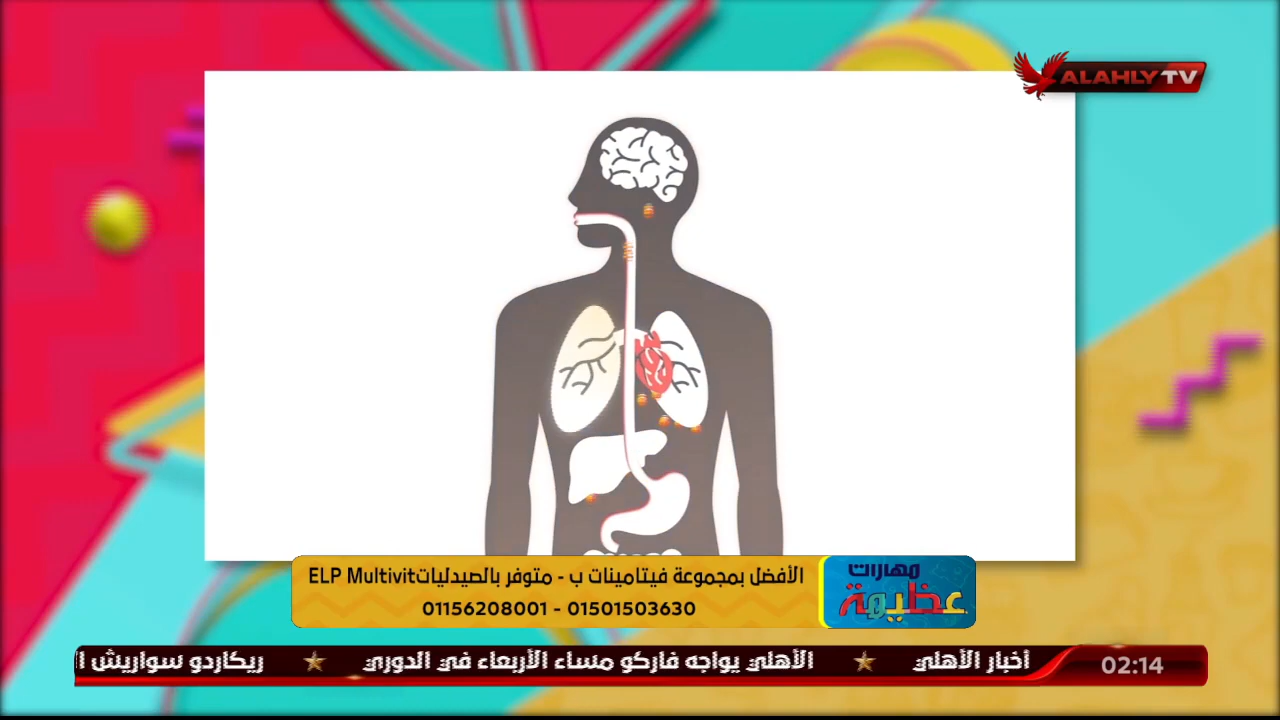 ALAHLY TV
الأفضل بمجموعة فيتامينات ب - متوفر بالصيدليات ELP Multivit
01156208001 - 01501503630
مهارات
عظيمة
02:14
أخبار الأهلي ★ الأهلي يواجه فاركو مساء الأربعاء في الدوري ★ ريكاردو سواريش